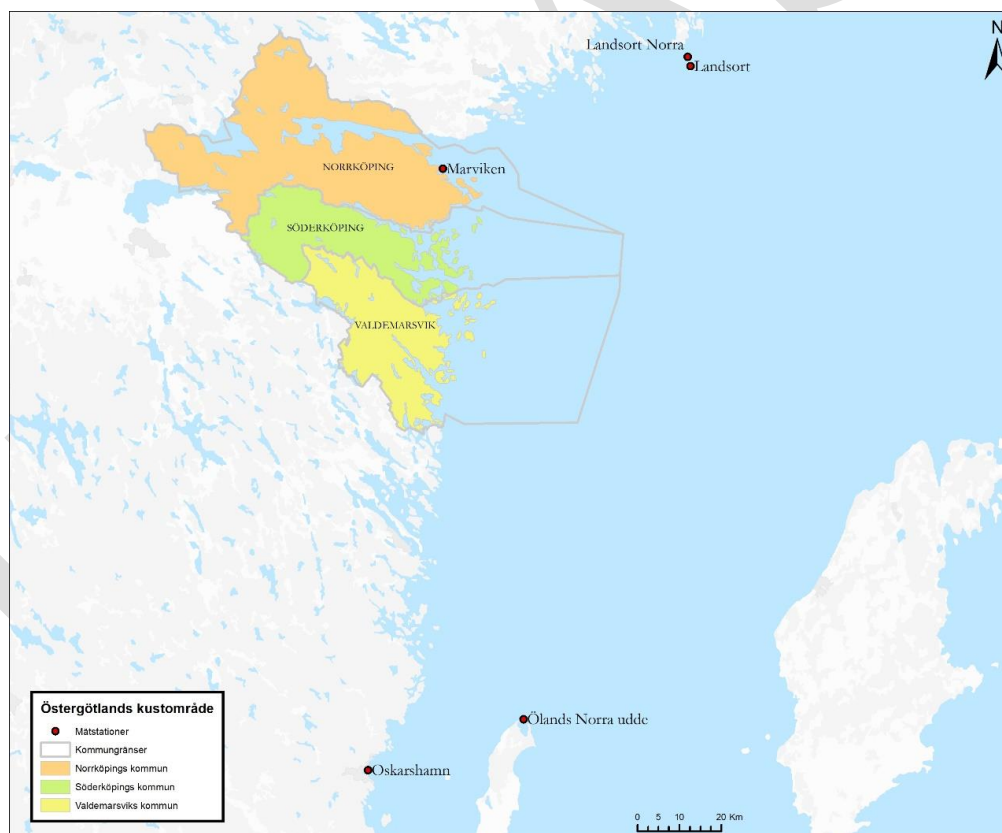 N
Landsort Norra
Landsort
Marviken
NORRKÖPING
SÖDERKÖPING
VALDEMARSVIK
Ölands Norra udde
Oskarshamn
Östergötlands kustområde
Mätstationer
Kommungränser
Norrköpings kommun
Söderköpings kommun
Valdemarsviks kommun
0 5 10 20 Km